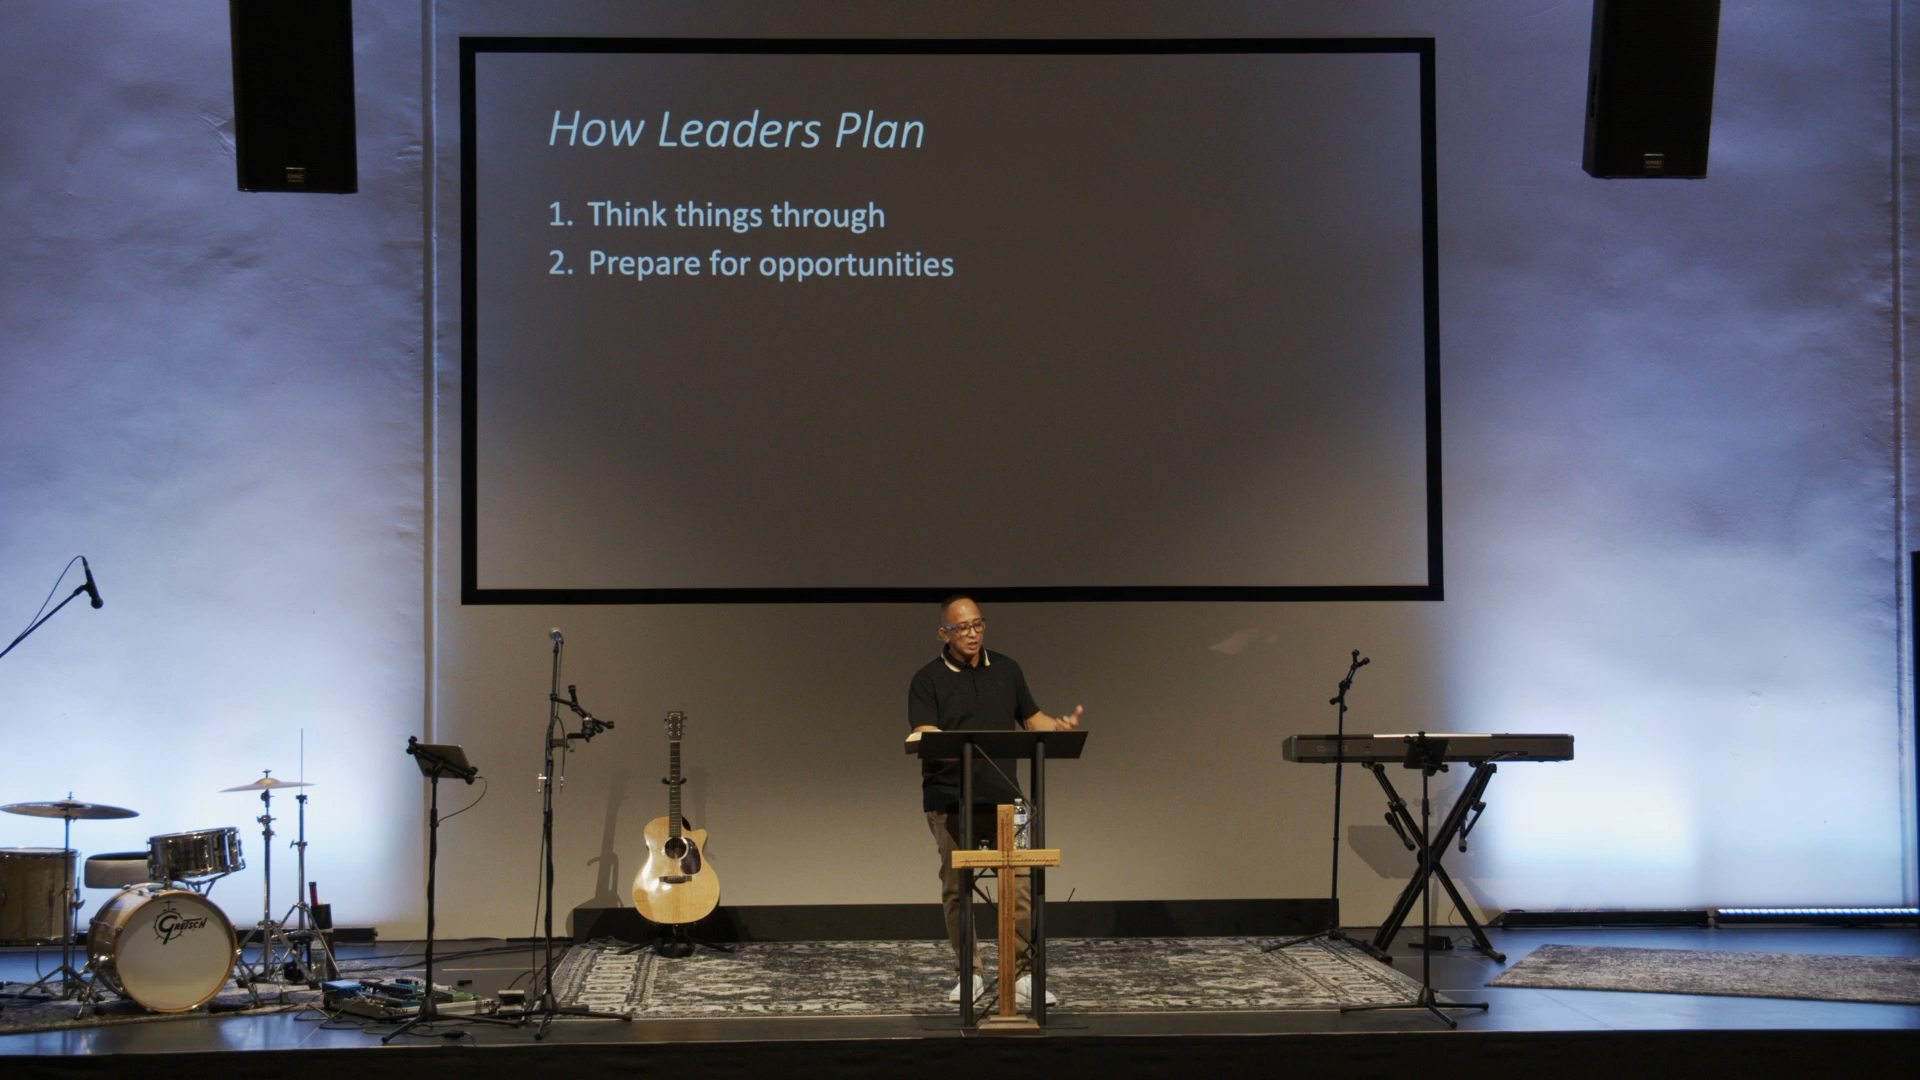 How Leaders Plan
1. Think things through
2. Prepare for opportunities
GRETSCH